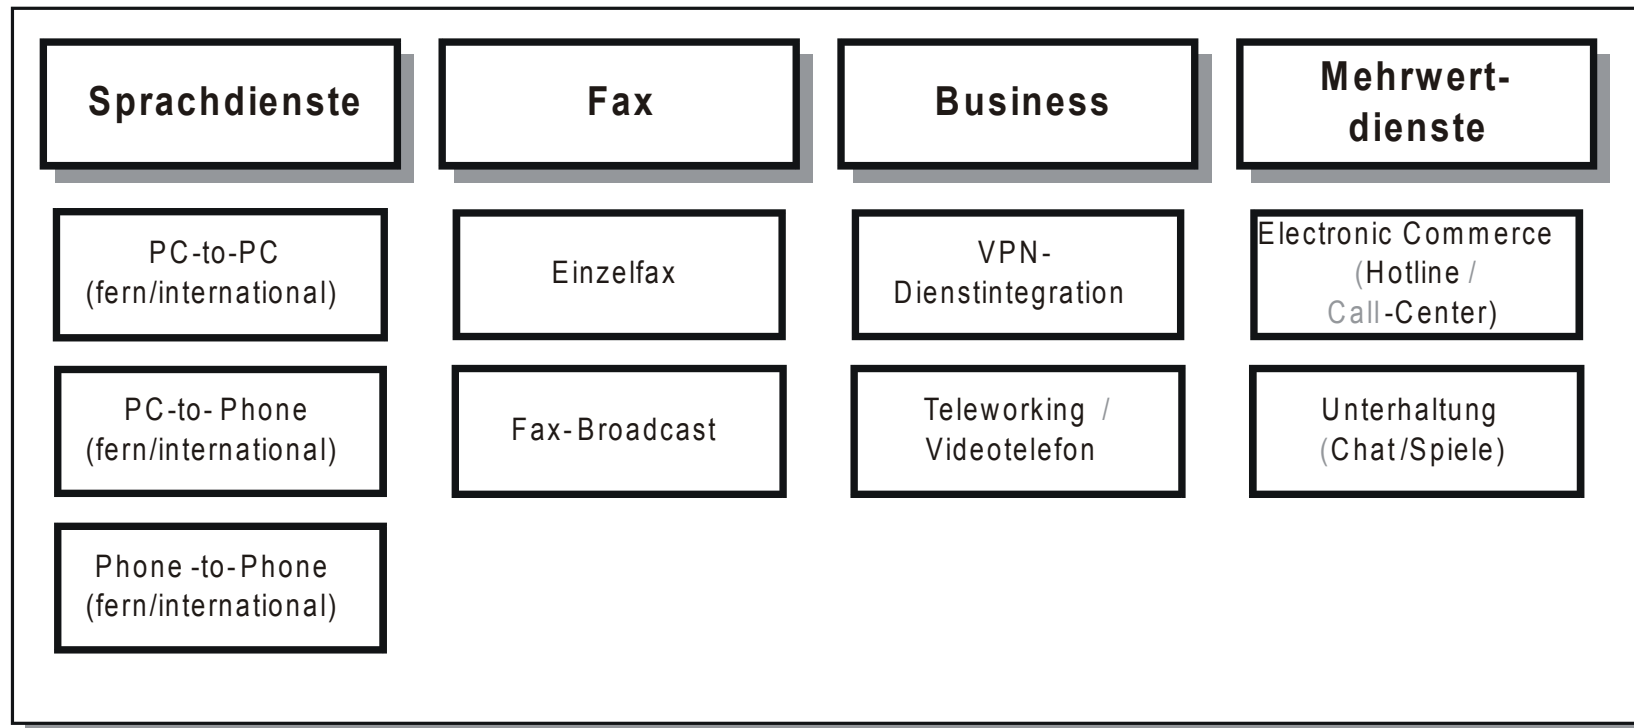 Sprachdienste
PC-to-PC
(fern/international)
PC-to-Phone
(fern/international)
Phone-to-Phone
(fern/international)
Fax
Einzelfax
Fax-Broadcast
Business
VPN-
Dienstintegration
Teleworking /
Videotelefon
Mehrwert-
dienste
Electronic Commerce
(Hotline /
Call-Center)
Unterhaltung
(Chat/Spiele)